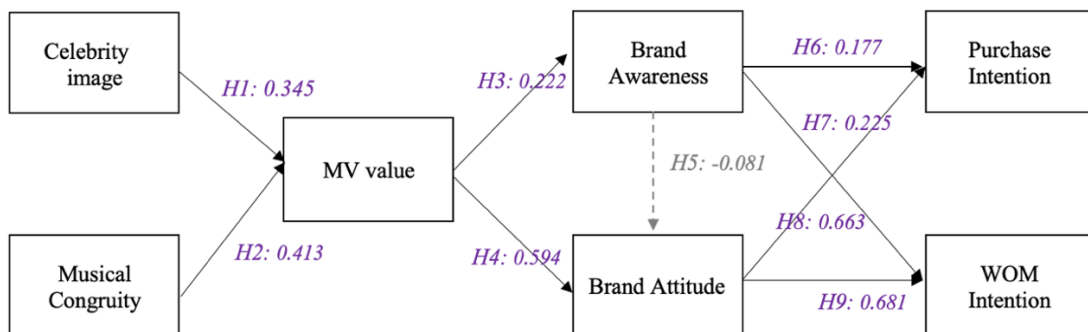 Celebrity
image
H1: 0.345
Musical
Congruity
H2: 0.413
MV value
H3: 0.222
H4: 0.594
Brand
Awareness
H5: -0.081
Brand Attitude
H6: 0.177
H7: 0.225
H8: 0.663
H9: 0.681
Purchase
Intention
WOM
Intention